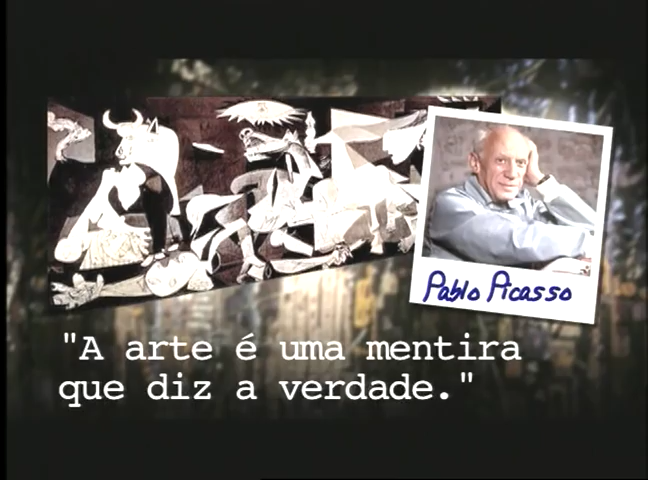 Pablo Picasso
"A arte é uma mentira
que diz a verdade."